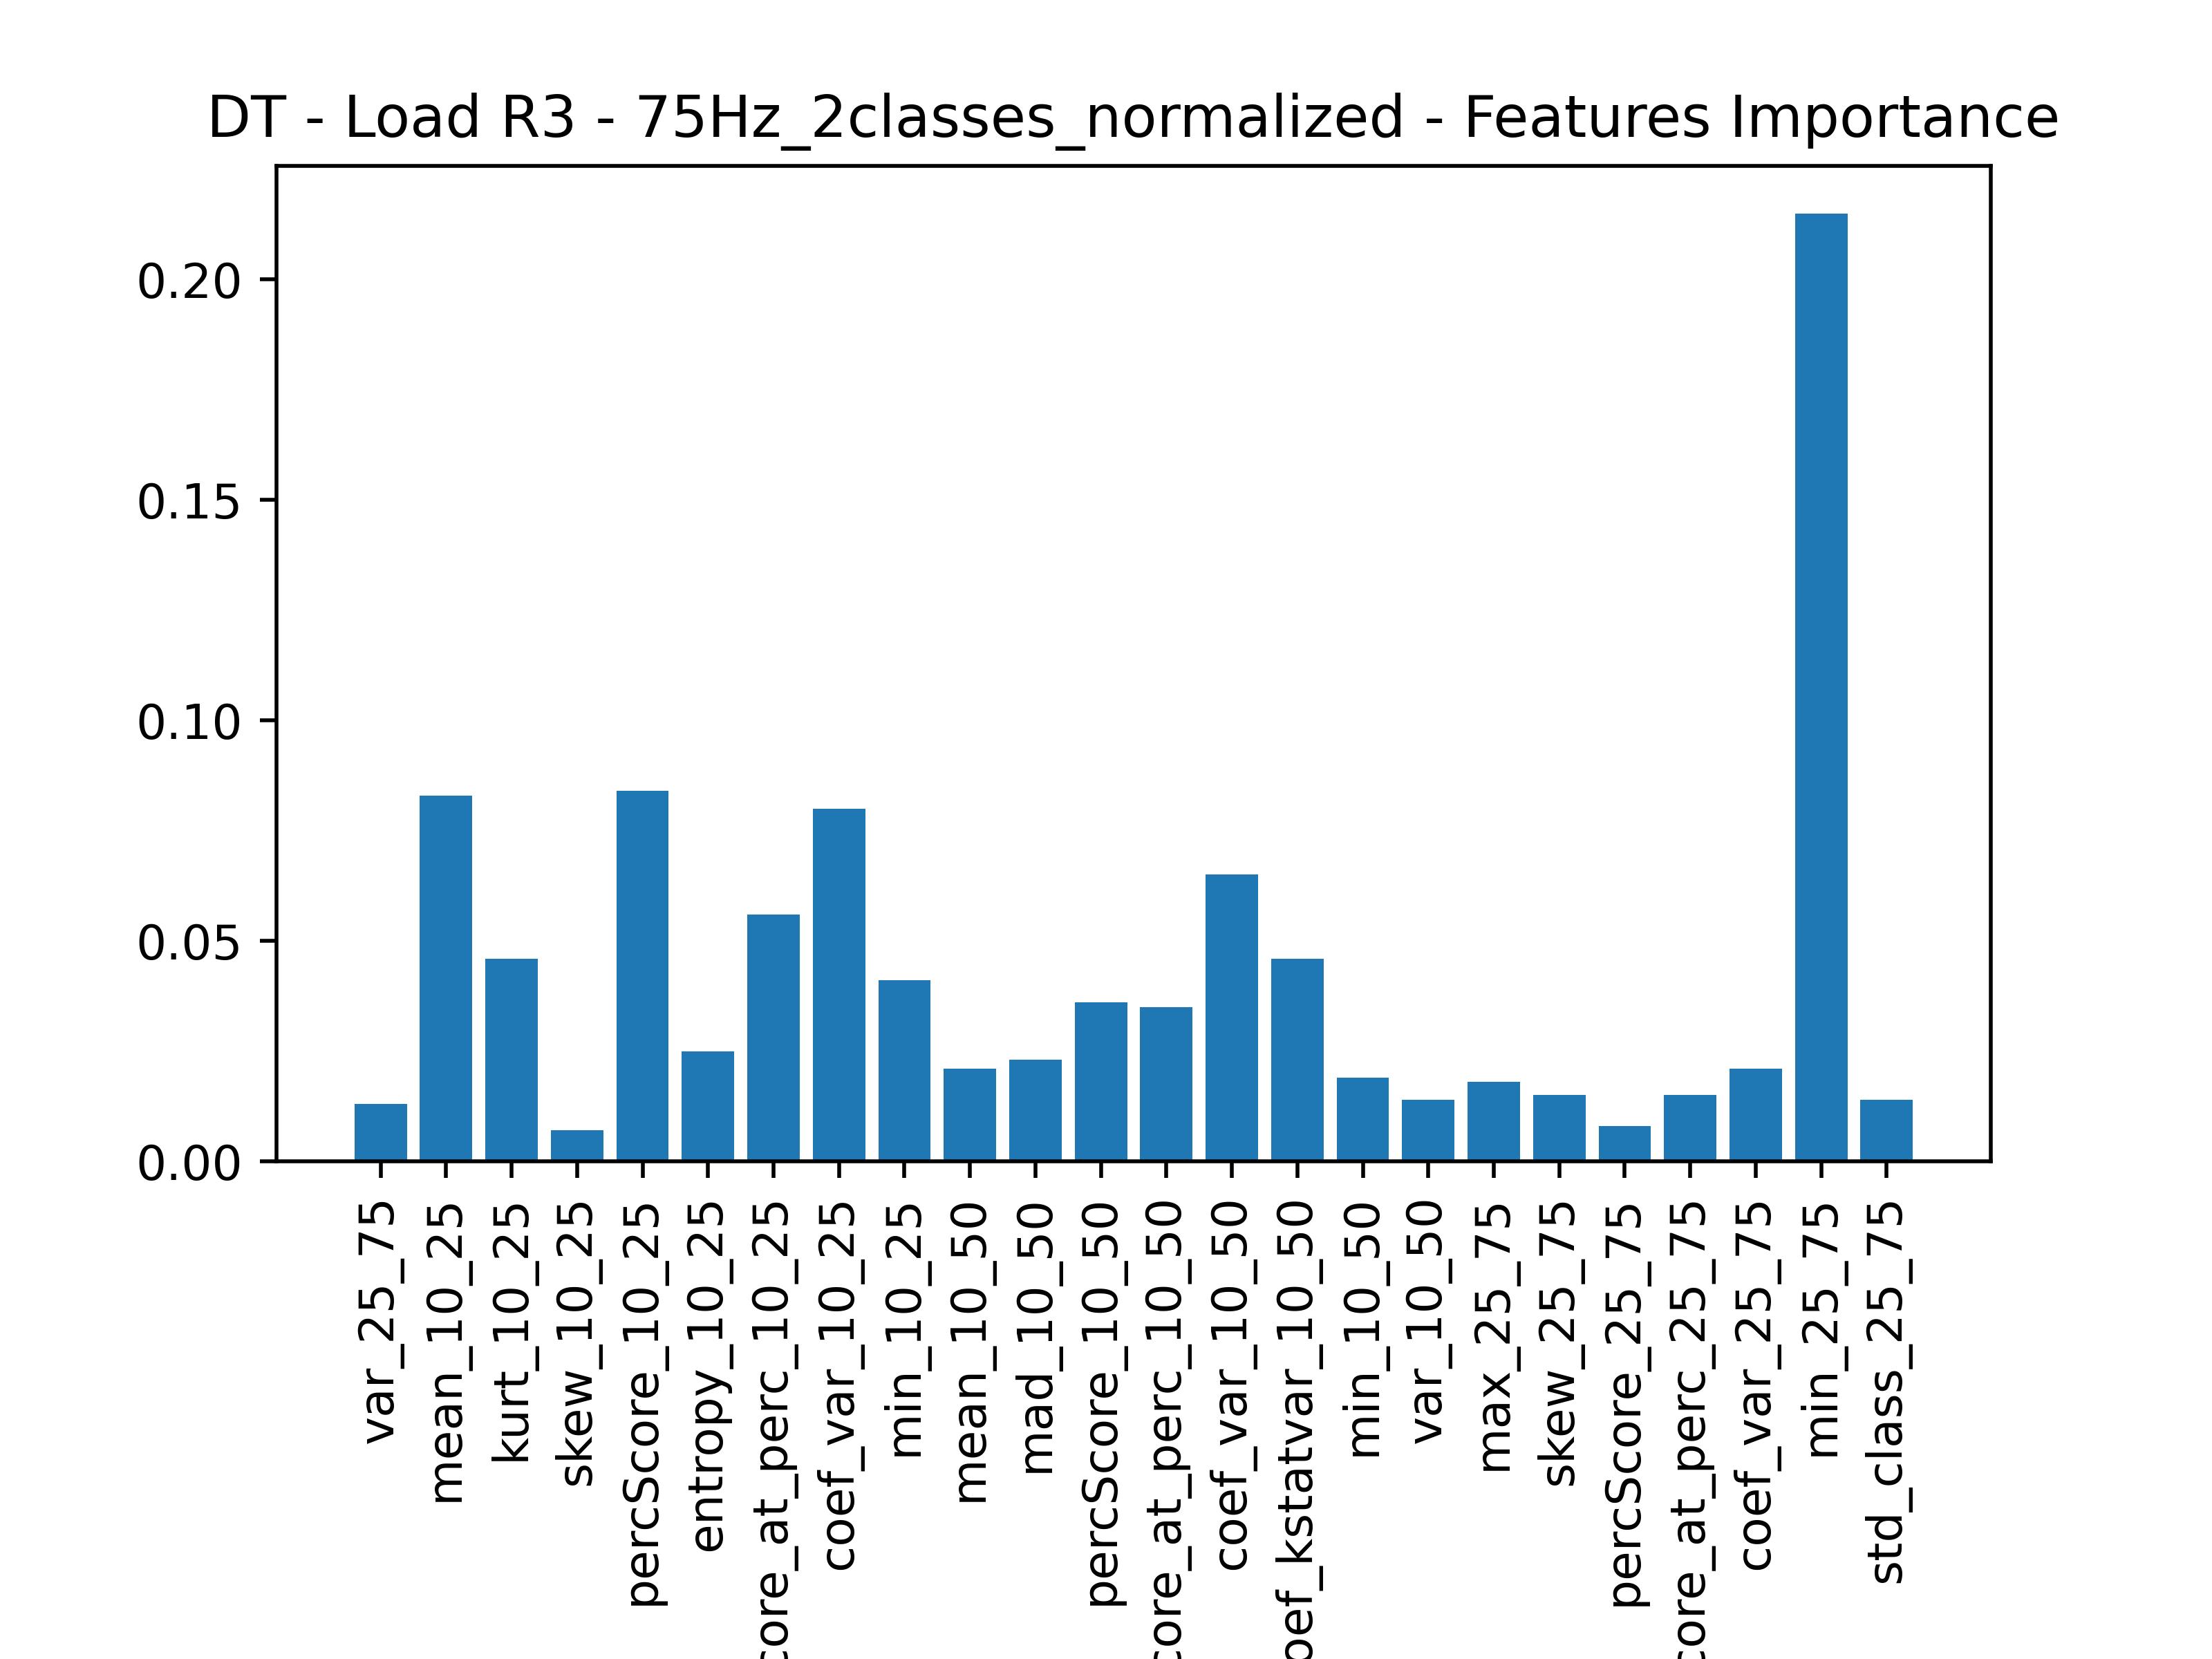 DT - Load R3 - 75Hz_2classes_normalized - Features Importance
0.20
0.15
0.10
0.05
0.00
var_25_75
mean_10_25
kurt_10_25
skew_10_25
percScore_10_25
entropy_10_25
core_at_perc_10_25
coef_var_10_25
min_10_25
mean_10_50
mad_10_50
percScore_10_50
core_at_perc_10_50
coef_var_10_50
oef_kstatvar_10_50
min_10_50
var_10_50
max_25_75
skew_25_75
percScore_25_75
core_at_perc_25_75
coef_var_25_75
min_25_75
std_class_25_75